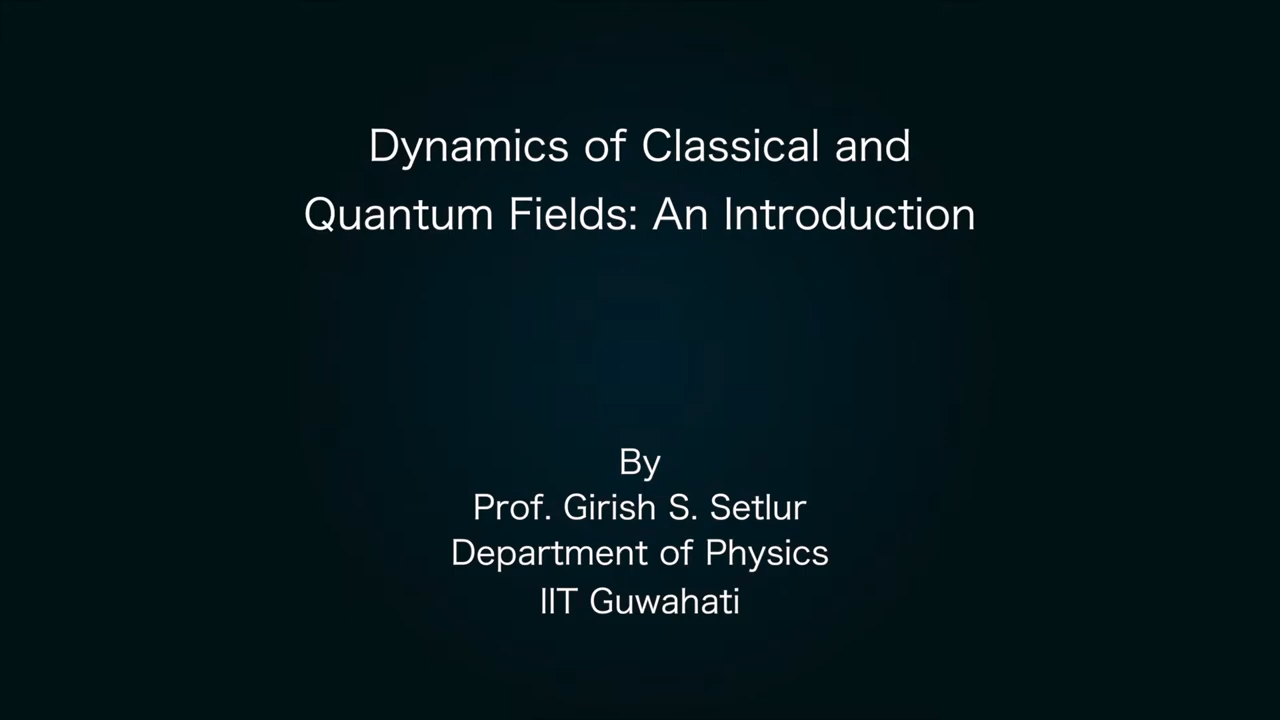 Dynamics of Classical and
Quantum Fields: An Introduction
By
Prof. Girish S. Setlur
Department of Physics
IIT Guwahati